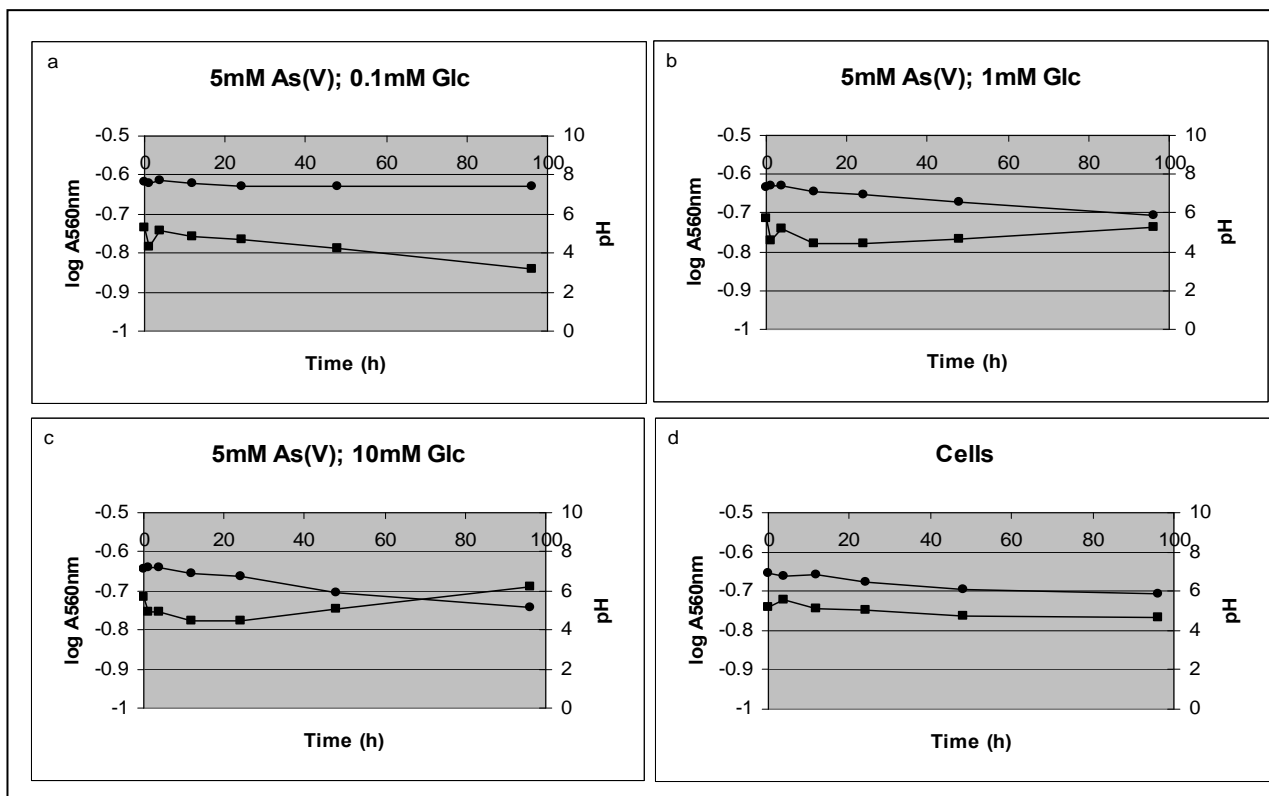 a
5mM As(V); 0.1mM Glc
-0.5
-0.6
-0.7
-0.8
-0.9
-1
0 20 40 60 80 100
10
8
6
4
2
0
log A560nm
pH
Time (h)
b
5mM As(V); 1mM Glc
-0.5
-0.6
-0.7
-0.8
-0.9
-1
0 20 40 60 80 100
10
8
6
4
2
0
log A560nm
pH
Time (h)
c
5mM As(V); 10mM Glc
-0.5
-0.6
-0.7
-0.8
-0.9
-1
0 20 40 60 80 100
10
8
6
4
2
0
log A560nm
pH
Time (h)
d
Cells
-0.5
-0.6
-0.7
-0.8
-0.9
-1
0 20 40 60 80 100
10
8
6
4
2
0
log A560nm
pH
Time (h)